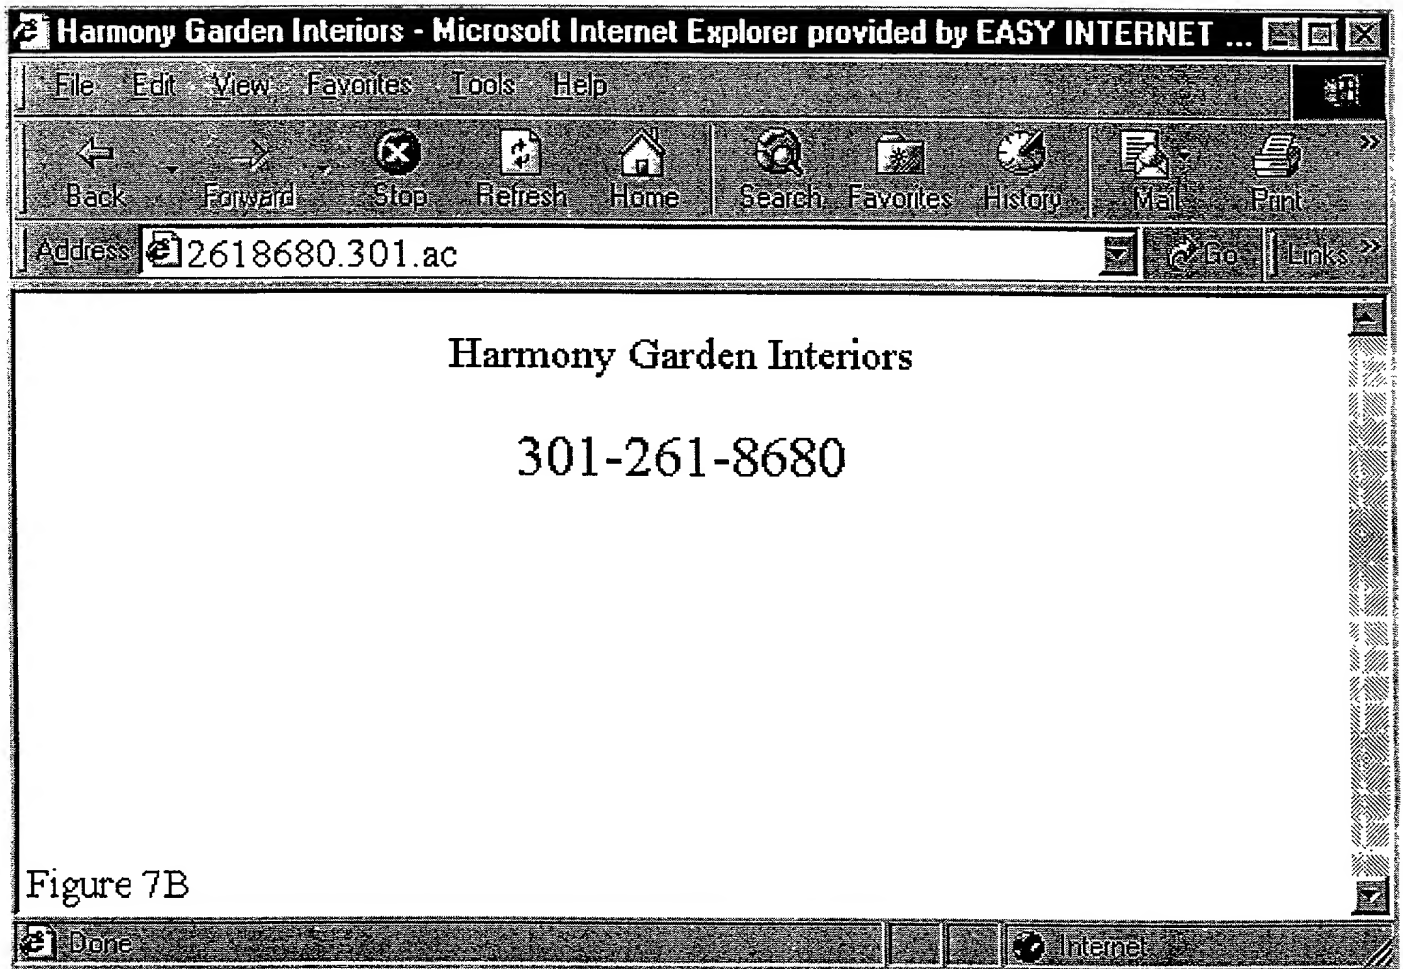 Harmony Garden Interiors - Microsoft Internet Explorer provided by EASY INTERNET ...
File Edit View Favorites Tools Help
Back Forward Stop Refresh Home Search Favorites History Mail Print »
Address 2618680.301.ac Go Links »
Harmony Garden Interiors
301-261-8680
Figure 7B
Done Internet